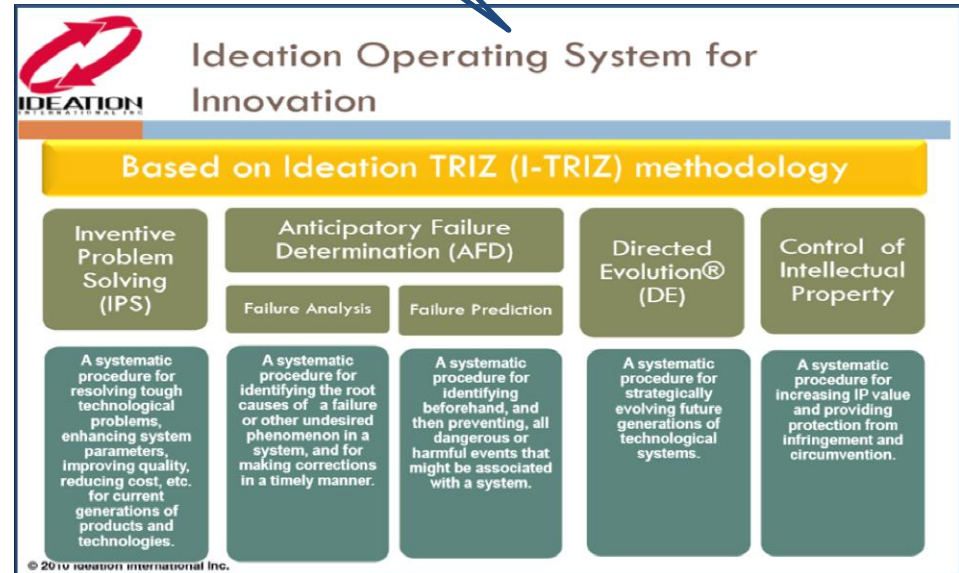 Ideation Operating System for
Innovation
IDEATION
INTERNATIONAL INC
Based on Ideation TRIZ (I-TRIZ) methodology
Inventive
Problem
Solving
(IPS)
Anticipatory Failure
Determination (AFD)
Failure Analysis
Failure Prediction
Directed
Evolution®
(DE)
Control of
Intellectual
Property
A systematic
procedure for
resolving tough
technological
problems,
enhancing system
parameters,
improving quality,
reducing cost, etc.
for current
generations of
products and
technologies.
A systematic
procedure for
identifying the root
causes of a failure
or other undesired
phenomenon in a
system, and for
making corrections
in a timely manner.
A systematic
procedure for
identifying
beforehand, and
then preventing, all
dangerous or
harmful events that
might be associated
with a system.
A systematic
procedure for
strategically
evolving future
generations of
technological
systems.
A systematic
procedure for
increasing IP value
and providing
protection from
infringement and
circumvention.
© 2010 Ideation International Inc.